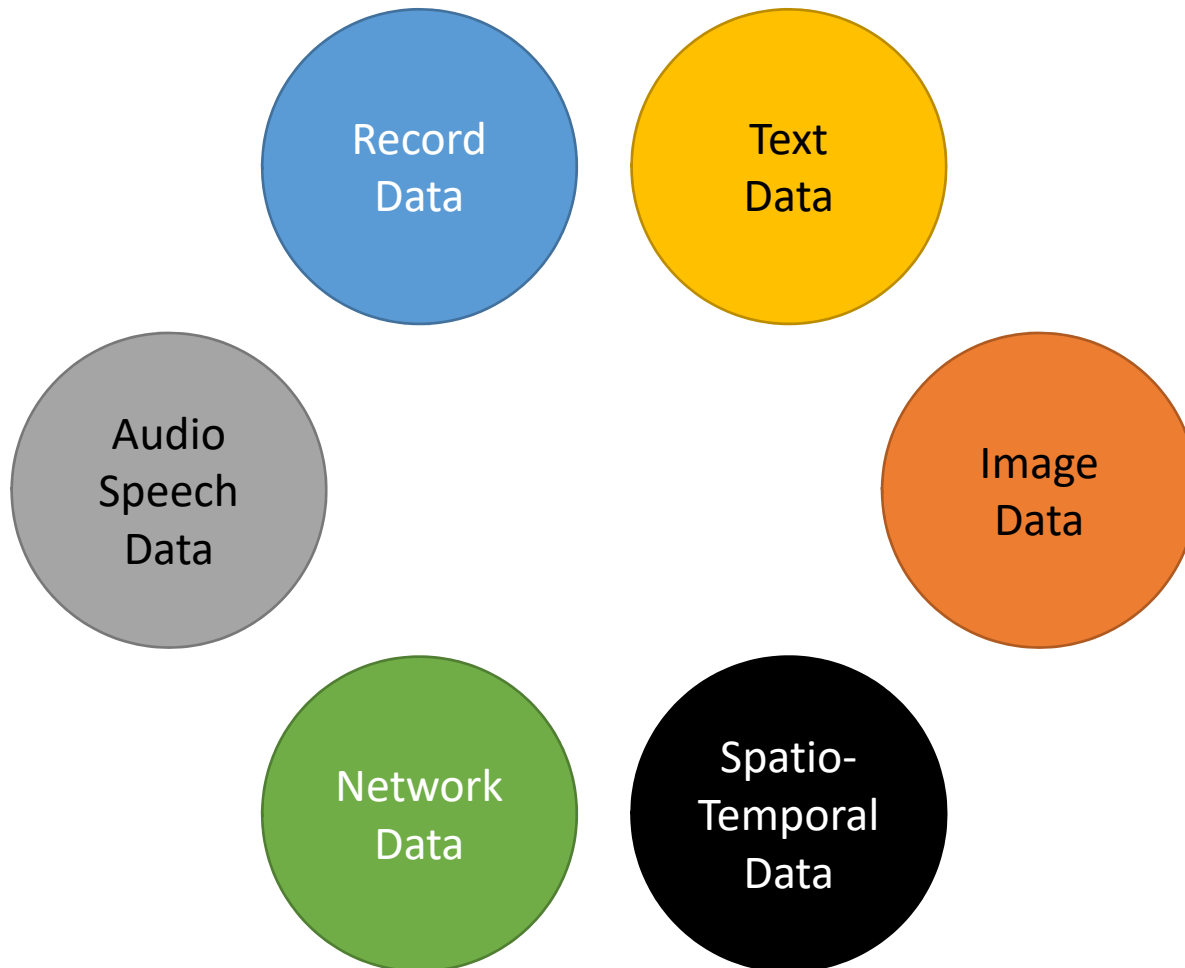 Record
Data
Text
Data
Audio
Speech
Data
Image
Data
Network
Data
Spatio-
Temporal
Data